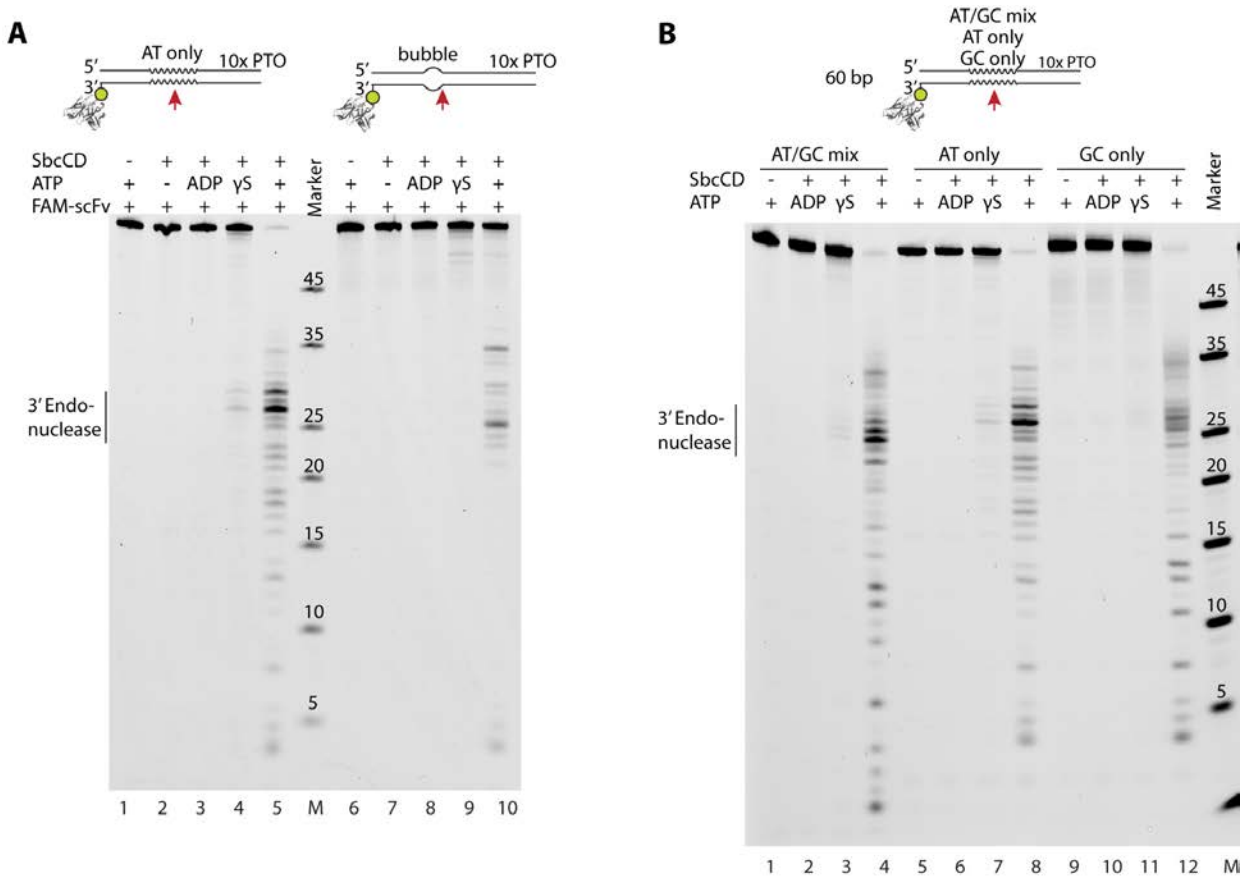 A
AT only
5’
10x PTO
3’
bubble
5’
10x PTO
3’
SbcCD - + + + + - + + + +
ATP + - ADP γS + + - ADP γS +
FAM-scFv + + + + + + + + + +
Marker
45
35
3’ Endo-
nuclease
25
20
15
10
5
1 2 3 4 5 M 6 7 8 9 10
B
AT/GC mix
AT only
GC only
5’
10x PTO
60 bp
3’
AT/GC mix AT only GC only
SbcCD - + + + - + + + - + + +
ATP + ADP γS + + ADP γS + + ADP γS +
Marker
45
35
3’ Endo-
nuclease
25
20
15
10
5
1 2 3 4 5 6 7 8 9 10 11 12 M